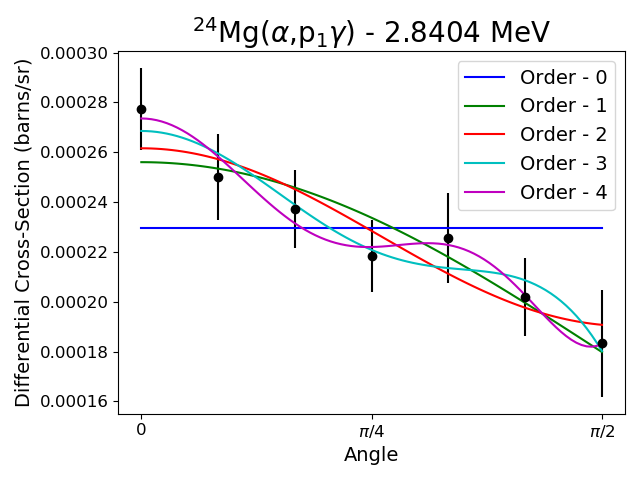 ²⁴Mg(α,p₁γ) - 2.8404 MeV
Differential Cross-Section (barns/sr)
0.00030
0.00028
0.00026
0.00024
0.00022
0.00020
0.00018
0.00016
Order - 0
Order - 1
Order - 2
Order - 3
Order - 4
0
π/4
π/2
Angle